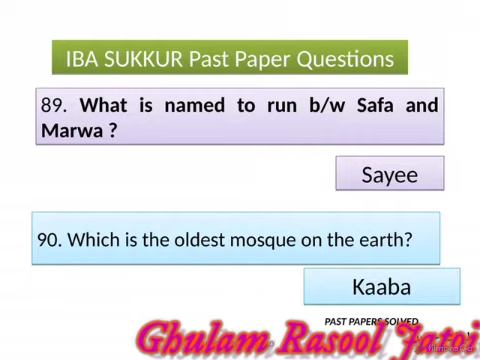 IBA SUKKUR Past Paper Questions
89. What is named to run b/w Safa and
Marwa ?
Sayee
90. Which is the oldest mosque on the earth?
Kaaba
PAST PAPERS SOLVED
Ghulam Rasool Jatoi